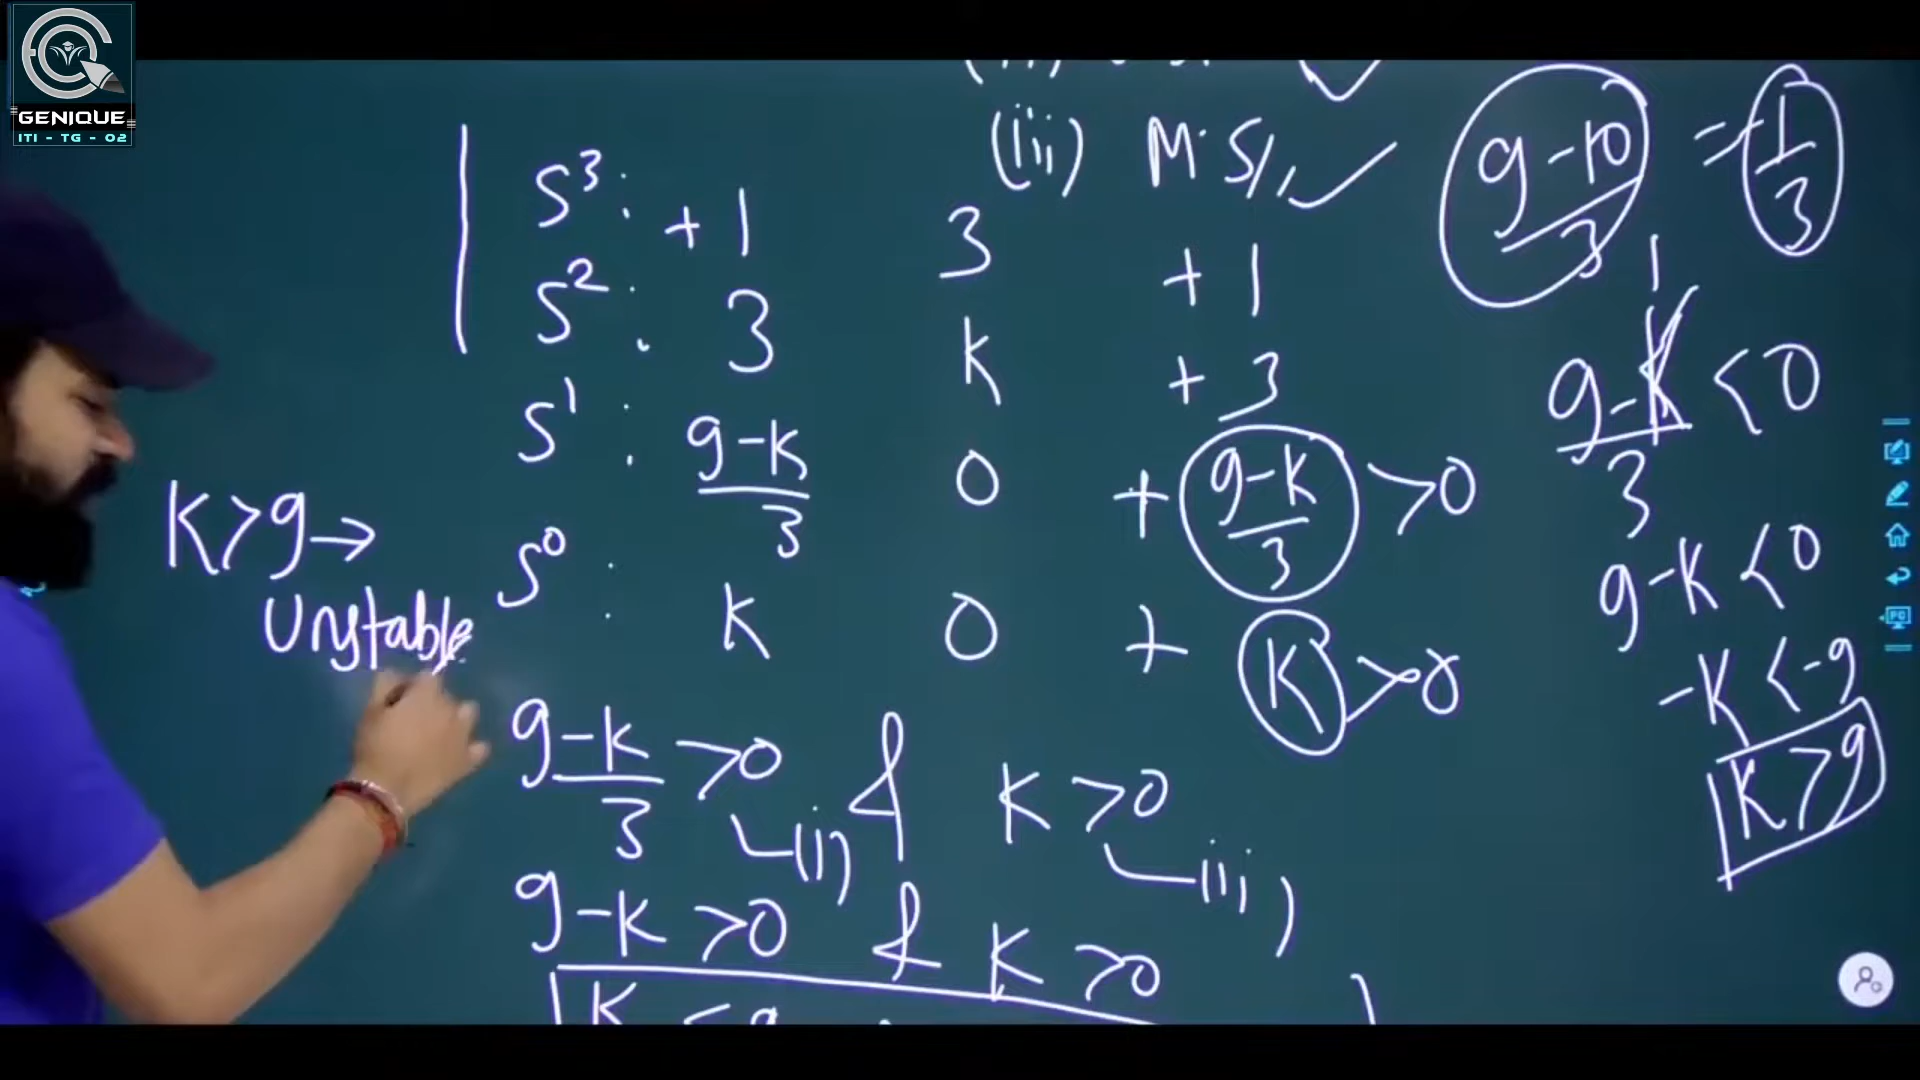 GENIQUE
ITI - TG - 02
(iii) M.S/, 
9-10/3 = -1/3
S³: +1 3 +1
S²: 3 K +3
S¹: 9-K/3 0 + 9-K/3 >0
S⁰: K 0 + K >0
9-K/3 >0 & K >0
(i) ii)
9-K >0 & K >0
K < 9
K>9→
Unstable
9-K/3 <0
9-K <0
-K <-9
K >9